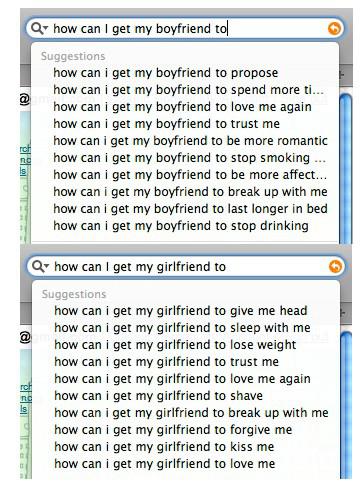 how can I get my boyfriend to
Suggestions
how can i get my boyfriend to propose
how can i get my boyfriend to spend more ti...
how can i get my boyfriend to love me again
how can i get my boyfriend to trust me
how can i get my boyfriend to be more romantic
how can i get my boyfriend to stop smoking ...
how can i get my boyfriend to be more affect...
how can i get my boyfriend to break up with me
how can i get my boyfriend to last longer in bed
how can i get my boyfriend to stop drinking
how can I get my girlfriend to
Suggestions
how can i get my girlfriend to give me head
how can i get my girlfriend to sleep with me
how can i get my girlfriend to lose weight
how can i get my girlfriend to trust me
how can i get my girlfriend to love me again
how can i get my girlfriend to shave
how can i get my girlfriend to break up with me
how can i get my girlfriend to forgive me
how can i get my girlfriend to kiss me
how can i get my girlfriend to love me